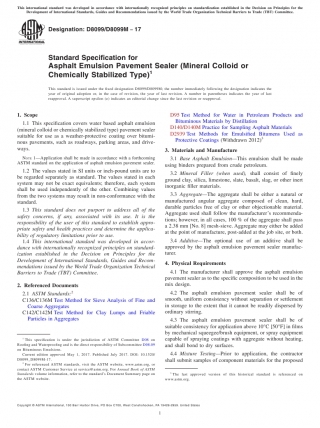 This international standard was developed in accordance with internationally recognized principles on standardization established in the Decision on Principles for the
Development of International Standards, Guides and Recommendations issued by the World Trade Organization Technical Barriers to Trade (TBT) Committee.
Designation: D8099/D8099M – 17
INTERNATIONAL
Standard Specification for
Asphalt Emulsion Pavement Sealer (Mineral Colloid or
Chemically Stabilized Type)1
This standard is issued under the fixed designation D8099/D8099M; the number immediately following the designation indicates the
year of original adoption or, in the case of revision, the year of last revision. A number in parentheses indicates the year of last
reapproval. A superscript epsilon (ε) indicates an editorial change since the last revision or reapproval.
1. Scope
1.1 This specification covers water based asphalt emulsion
(mineral colloid or chemically stabilized type) pavement sealer
suitable for use as a weather-protective coating over bitumi-
nous pavements, such as roadways, parking areas, and drive-
ways.
NOTE 1—Application shall be made in accordance with a forthcoming
ASTM standard on the application of asphalt emulsion pavement sealer.
1.2 The values stated in SI units or inch-pound units are to
be regarded separately as standard. The values stated in each
system may not be exact equivalents; therefore, each system
shall be used independently of the other. Combining values
from the two systems may result in non-conformance with the
standard.
1.3 This standard does not purport to address all of the
safety concerns, if any, associated with its use. It is the
responsibility of the user of this standard to establish appro-
priate safety and health practices and determine the applica-
bility of regulatory limitations prior to use.
1.4 This international standard was developed in accor-
dance with internationally recognized principles on standard-
ization established in the Decision on Principles for the
Development of International Standards, Guides and Recom-
mendations issued by the World Trade Organization Technical
Barriers to Trade (TBT) Committee.
2. Referenced Documents
2.1 ASTM Standards:2
C136/C136M Test Method for Sieve Analysis of Fine and
Coarse Aggregates
C142/C142M Test Method for Clay Lumps and Friable
Particles in Aggregates
D95 Test Method for Water in Petroleum Products and
Bituminous Materials by Distillation
D140/D140M Practice for Sampling Asphalt Materials
D2939 Test Methods for Emulsified Bitumens Used as
Protective Coatings (Withdrawn 2012)3
3. Materials and Manufacture
3.1 Base Asphalt Emulsion—This emulsion shall be made
using binders prepared from crude petroleum.
3.2 Mineral Filler (when used), shall consist of finely
ground clay, silica, limestone, slate, basalt, slag, or other inert
inorganic filler materials.
3.3 Aggregate—The aggregate shall be either a natural or
manufactured angular aggregate composed of clean, hard,
durable particles free of clay or other objectionable material.
Aggregate used shall follow the manufacturer's recommenda-
tions; however, in all cases, 100 % of the aggregate shall pass
a 2.38 mm [No. 8] mesh-sieve. Aggregate may either be added
at the point of manufacture, post-added at the job site, or both.
3.4 Additive—The optional use of an additive shall be
approved by the asphalt emulsion pavement sealer manufac-
turer.
4. Physical Requirements
4.1 The manufacturer shall approve the asphalt emulsion
pavement sealer as to the specific composition to be used in the
mix design.
4.2 The asphalt emulsion pavement sealer shall be of
smooth, uniform consistency without separation or settlement
in storage to the extent that it cannot be readily dispersed by
ordinary stirring.
4.3 The asphalt emulsion pavement sealer shall be of
suitable consistency for application above 10°C [50°F] in films
by mechanical squeegee/brush equipment, or spray equipment
capable of spraying coatings with aggregate without heating,
and shall bond to dry surfaces.
4.4 Mixture Testing—Prior to application, the contractor
shall submit samples of component materials for the proposed
1 This specification is under the jurisdiction of ASTM Committee D08 on
Roofing and Waterproofing and is the direct responsibility of Subcommittee D08.09
on Bituminous Emulsions.
Current edition approved May 1, 2017. Published July 2017. DOI: 10.1520/
D8099_D8099M-17.
2 For referenced ASTM standards, visit the ASTM website, www.astm.org, or
contact ASTM Customer Service at service@astm.org. For Annual Book of ASTM
Standards volume information, refer to the standard's Document Summary page on
the ASTM website.
3 The last approved version of this historical standard is referenced on
www.astm.org.
Copyright © ASTM International, 100 Barr Harbor Drive, PO Box C700, West Conshohocken, PA 19428-2959. United States
1